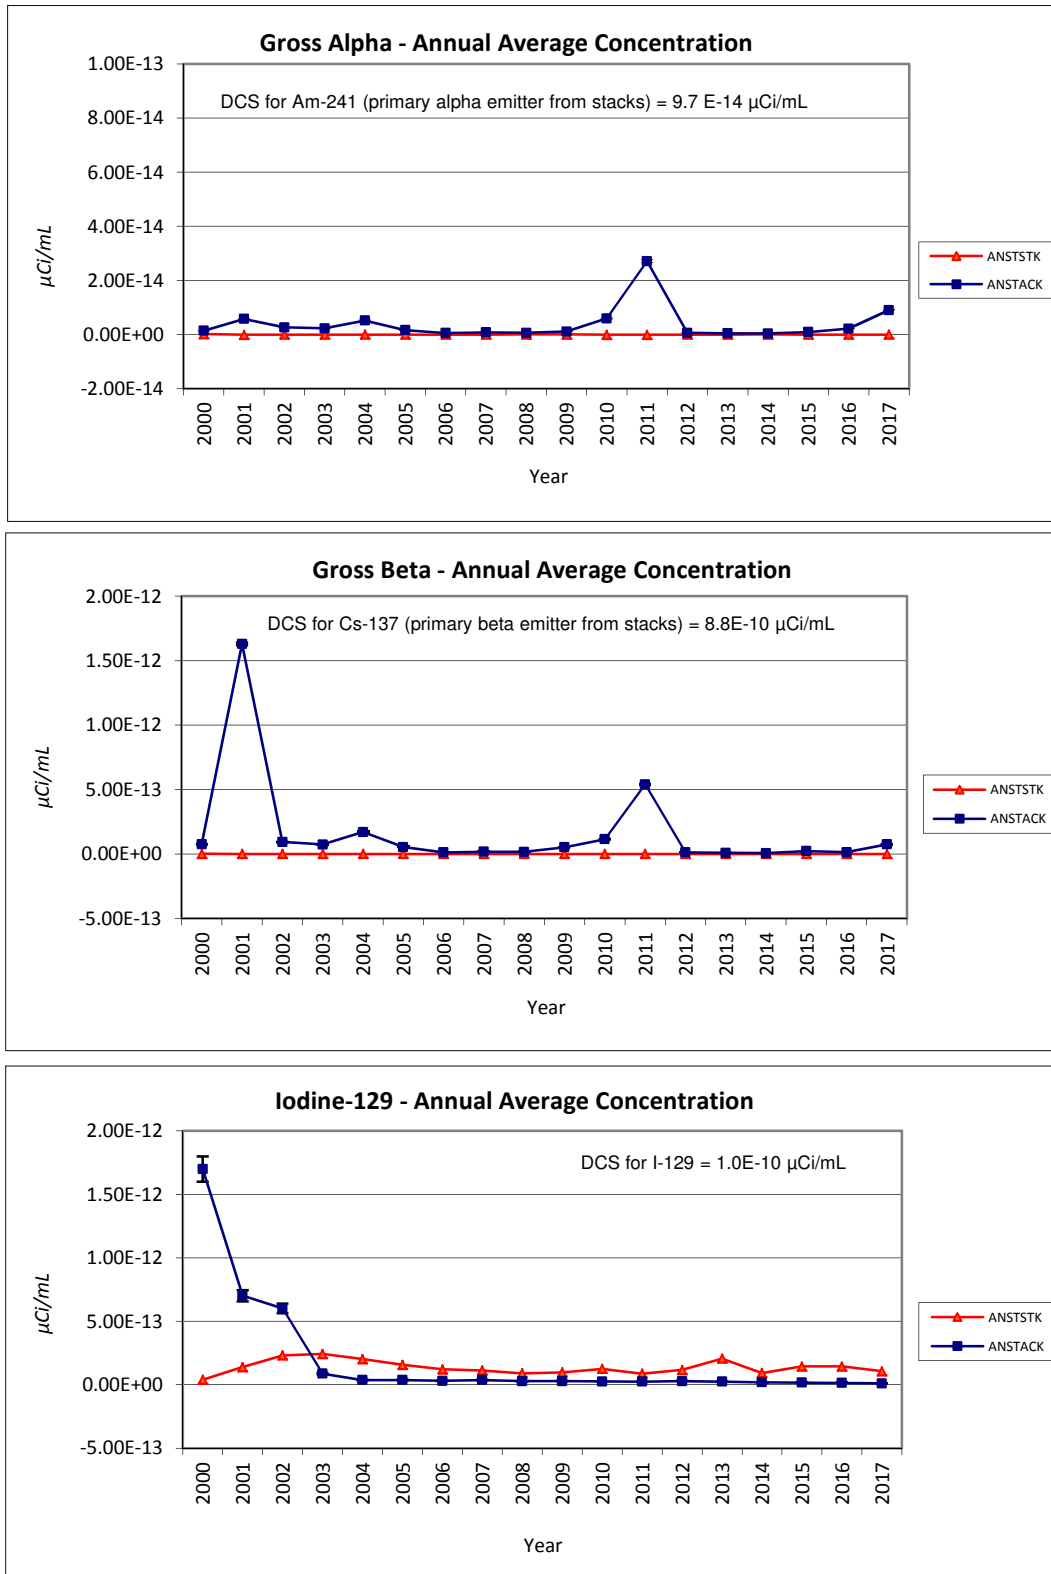 Gross Alpha - Annual Average Concentration
1.00E-13
DCS for Am-241 (primary alpha emitter from stacks) = 9.7 E-14 µCi/mL
8.00E-14
6.00E-14
4.00E-14
2.00E-14
0.00E+00
-2.00E-14
µCi/mL
ANSTSTK
ANSTACK
2000 2001 2002 2003 2004 2005 2006 2007 2008 2009 2010 2011 2012 2013 2014 2015 2016 2017
Year
Gross Beta - Annual Average Concentration
2.00E-12
DCS for Cs-137 (primary beta emitter from stacks) = 8.8E-10 µCi/mL
1.50E-12
1.00E-12
5.00E-13
0.00E+00
-5.00E-13
µCi/mL
ANSTSTK
ANSTACK
2000 2001 2002 2003 2004 2005 2006 2007 2008 2009 2010 2011 2012 2013 2014 2015 2016 2017
Year
Iodine-129 - Annual Average Concentration
2.00E-12
DCS for I-129 = 1.0E-10 µCi/mL
1.50E-12
1.00E-12
5.00E-13
0.00E+00
-5.00E-13
µCi/mL
ANSTSTK
ANSTACK
2000 2001 2002 2003 2004 2005 2006 2007 2008 2009 2010 2011 2012 2013 2014 2015 2016 2017
Year